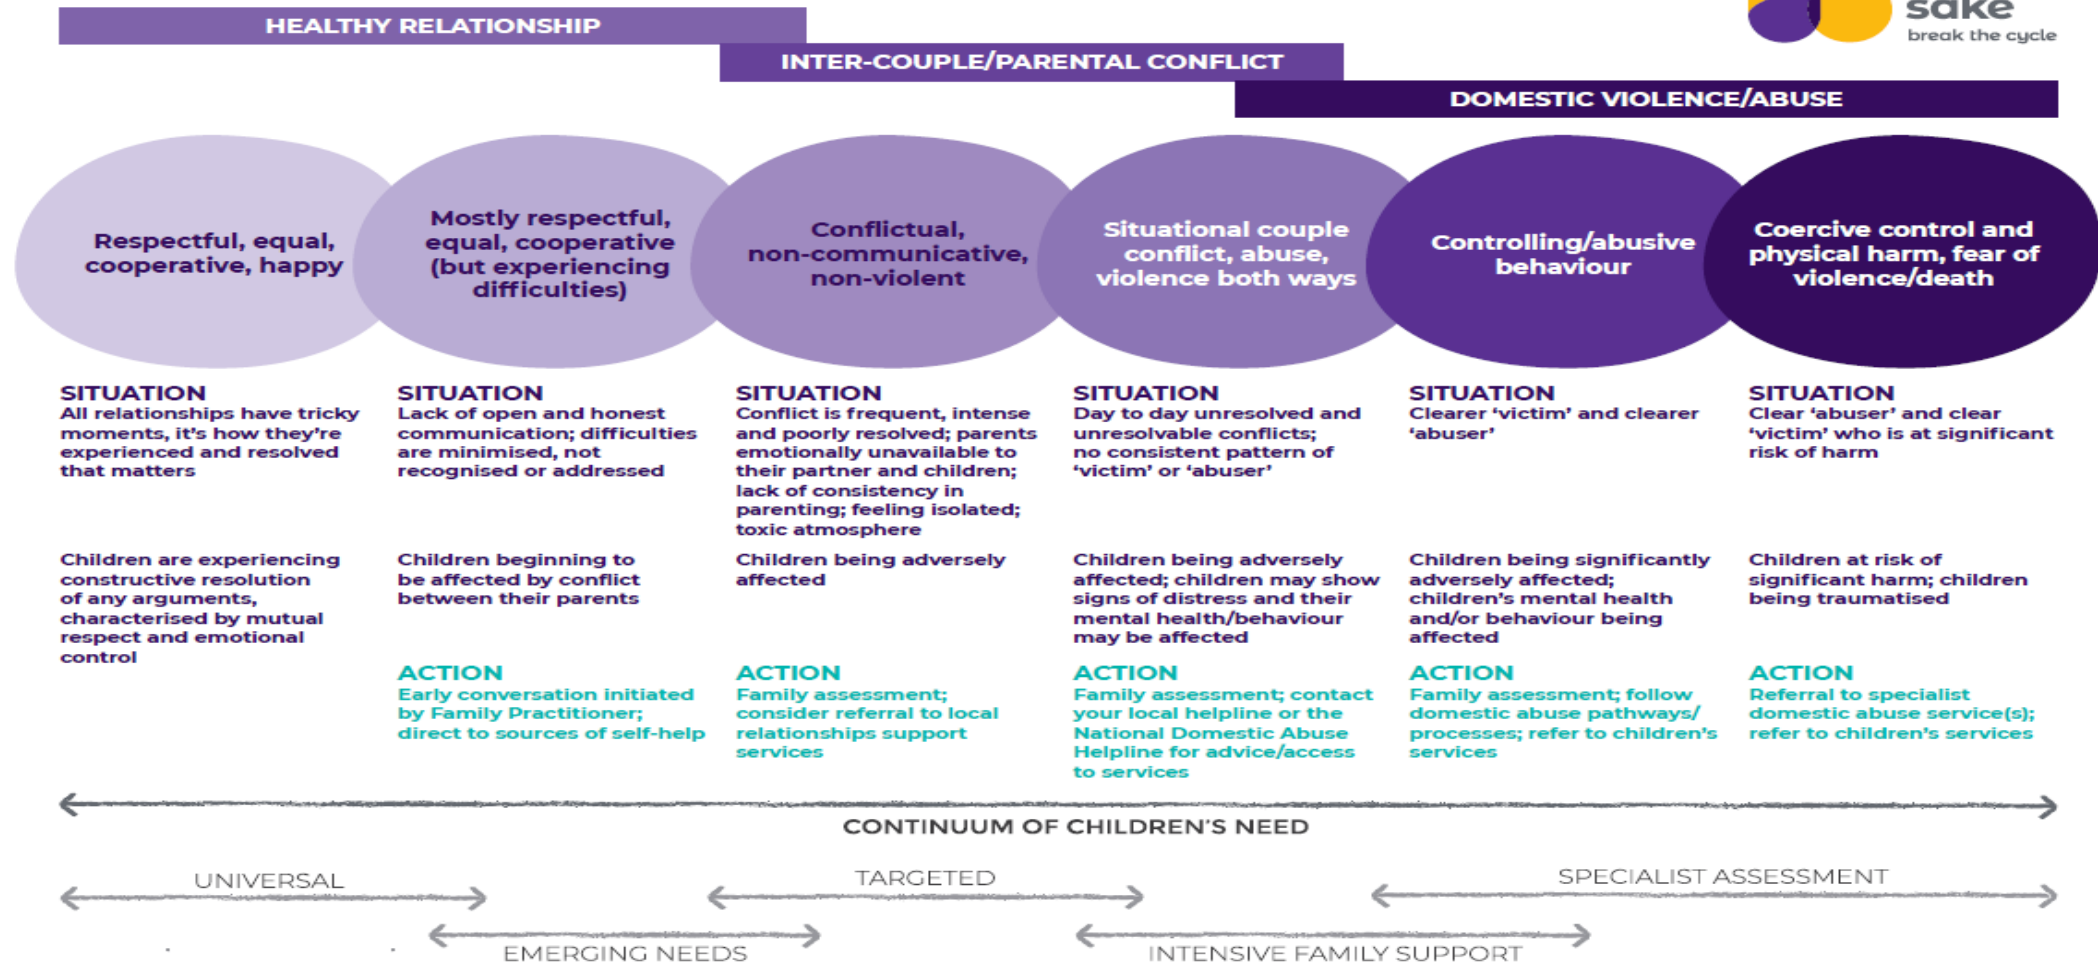 HEALTHY RELATIONSHIP
sake
break the cycle
INTER-COUPLE/PARENTAL CONFLICT
DOMESTIC VIOLENCE/ABUSE
Respectful, equal,
cooperative, happy
Mostly respectful,
equal, cooperative
(but experiencing
difficulties)
Conflictual,
non-communicative,
non-violent
Situational couple
conflict, abuse,
violence both ways
Controlling/abusive
behaviour
Coercive control and
physical harm, fear of
violence/death
SITUATION
All relationships have tricky
moments, it's how they're
experienced and resolved
that matters
Children are experiencing
constructive resolution
of any arguments,
characterised by mutual
respect and emotional
control
SITUATION
Lack of open and honest
communication; difficulties
are minimised, not
recognised or addressed
Children beginning to
be affected by conflict
between their parents
ACTION
Early conversation initiated
by Family Practitioner;
direct to sources of self-help
SITUATION
Conflict is frequent, intense
and poorly resolved; parents
emotionally unavailable to
their partner and children;
lack of consistency in
parenting; feeling isolated;
toxic atmosphere
Children being adversely
affected
ACTION
Family assessment;
consider referral to local
relationships support
services
SITUATION
Day to day unresolved and
unresolvable conflicts;
no consistent pattern of
'victim' or 'abuser'
Children being adversely
affected; children may show
signs of distress and their
mental health/behaviour
may be affected
ACTION
Family assessment; contact
your local helpline or the
National Domestic Abuse
Helpline for advice/access
to services
SITUATION
Clearer 'victim' and clearer
'abuser'
Children being significantly
adversely affected;
children's mental health
and/or behaviour being
affected
ACTION
Family assessment; follow
domestic abuse pathways/
processes; refer to children's
services
SITUATION
Clear 'abuser' and clear
'victim' who is at significant
risk of harm
Children at risk of
significant harm; children
being traumatised
ACTION
Referral to specialist
domestic abuse service(s);
refer to children's services
CONTINUUM OF CHILDREN'S NEED
UNIVERSAL
TARGETED
SPECIALIST ASSESSMENT
EMERGING NEEDS
INTENSIVE FAMILY SUPPORT